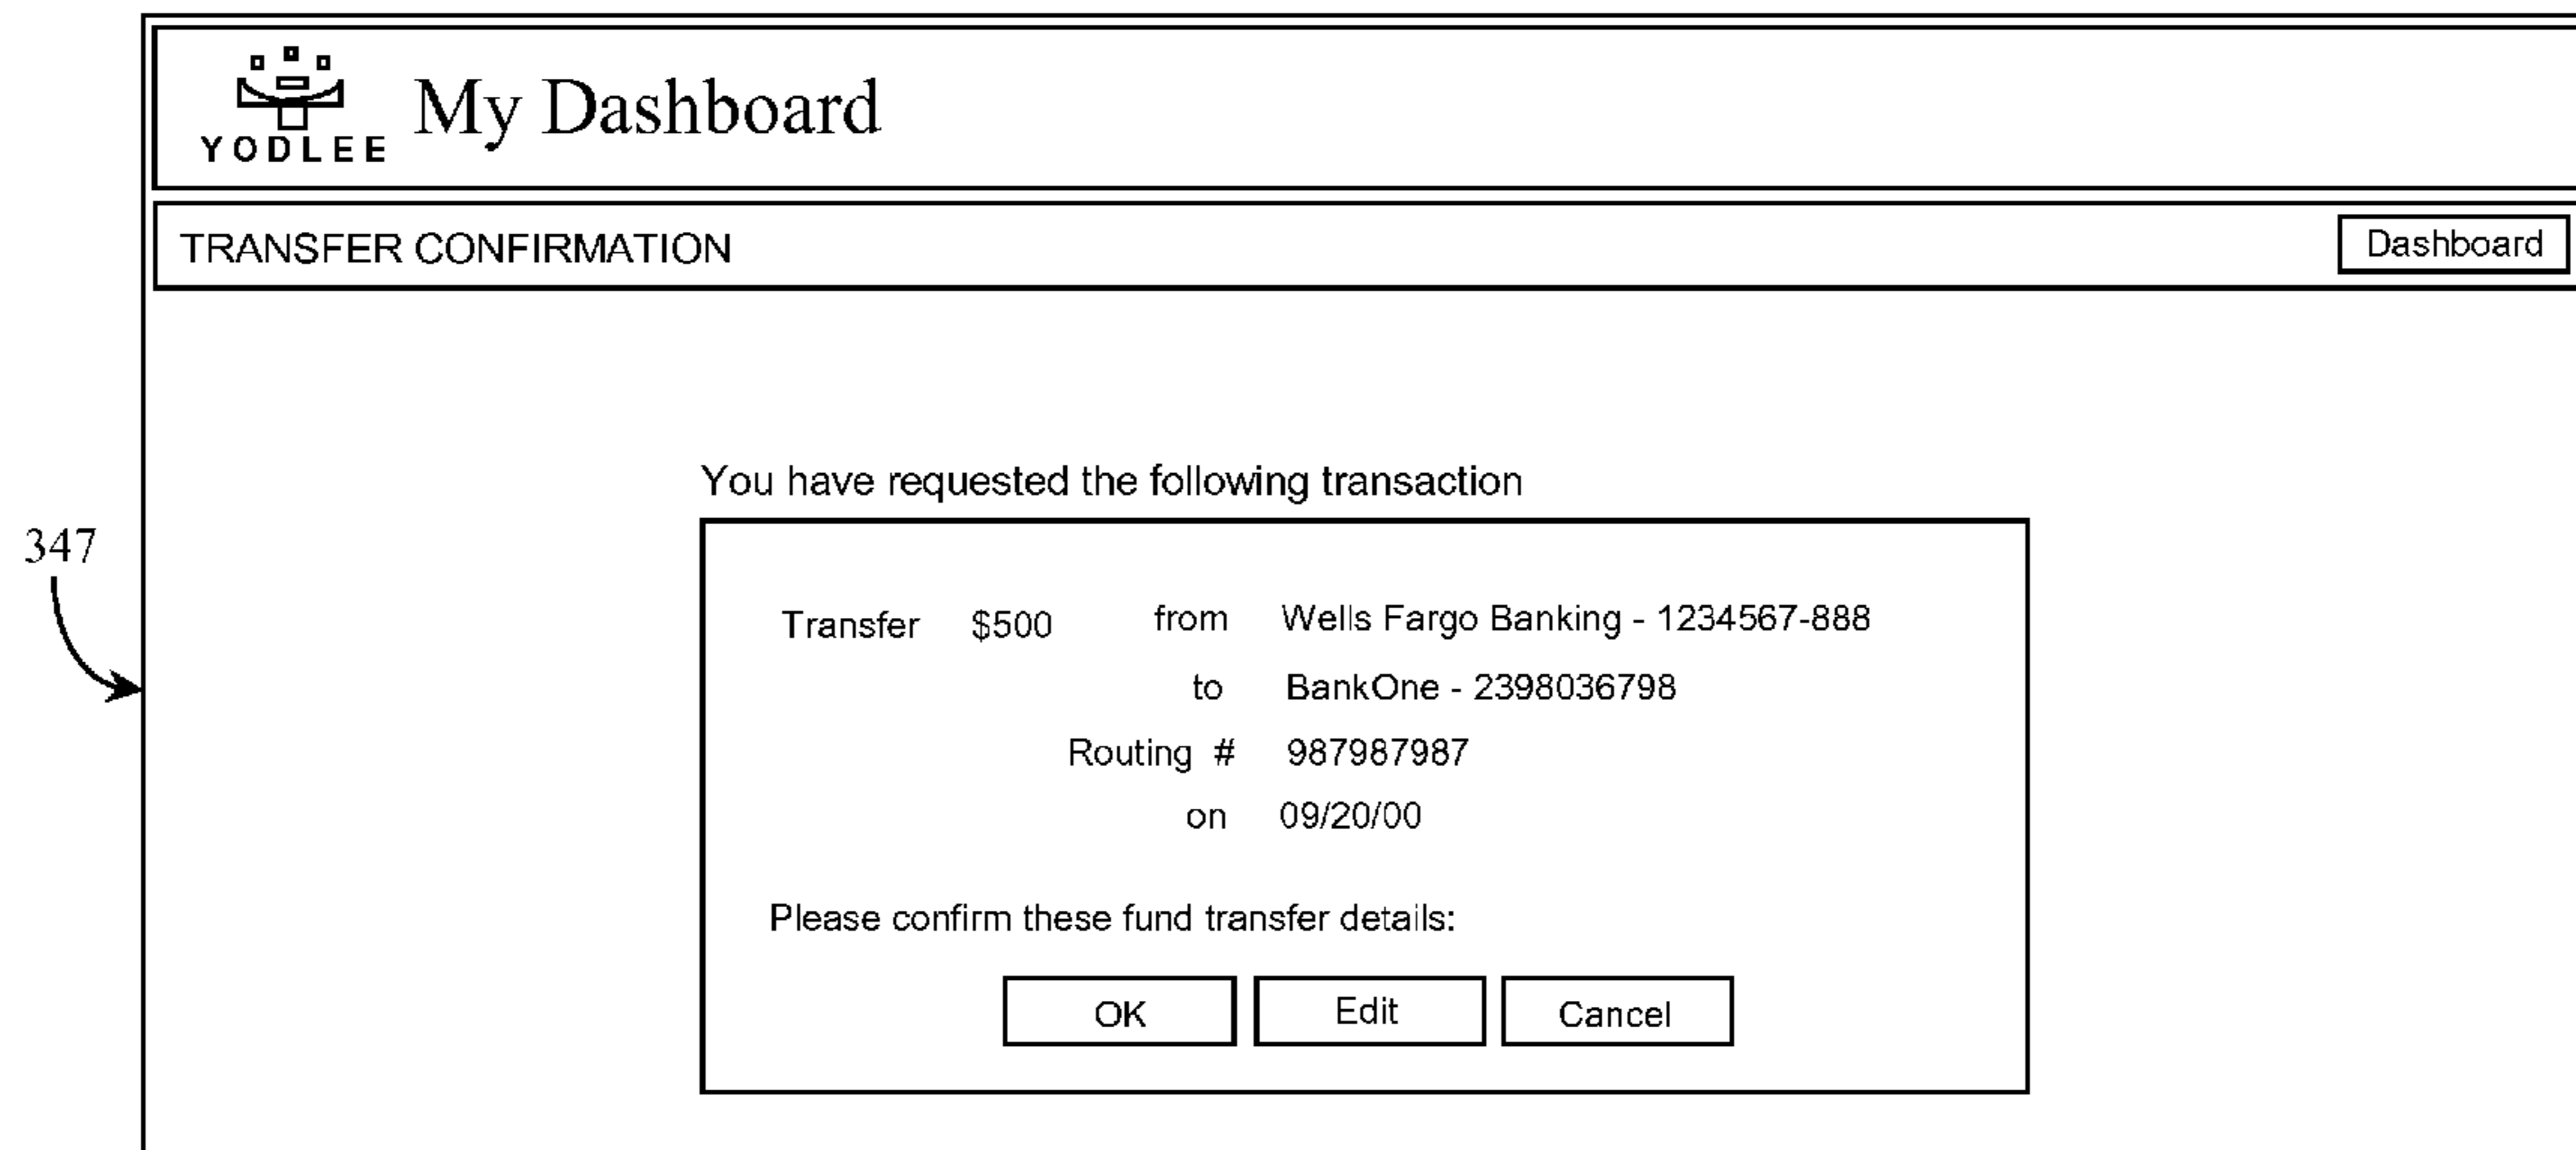 My Dashboard
YODLEE
TRANSFER CONFIRMATION Dashboard
You have requested the following transaction
347
Transfer $500 from Wells Fargo Banking - 1234567-888
to BankOne - 2398036798
Routing # 987987987
on 09/20/00
Please confirm these fund transfer details:
OK Edit Cancel